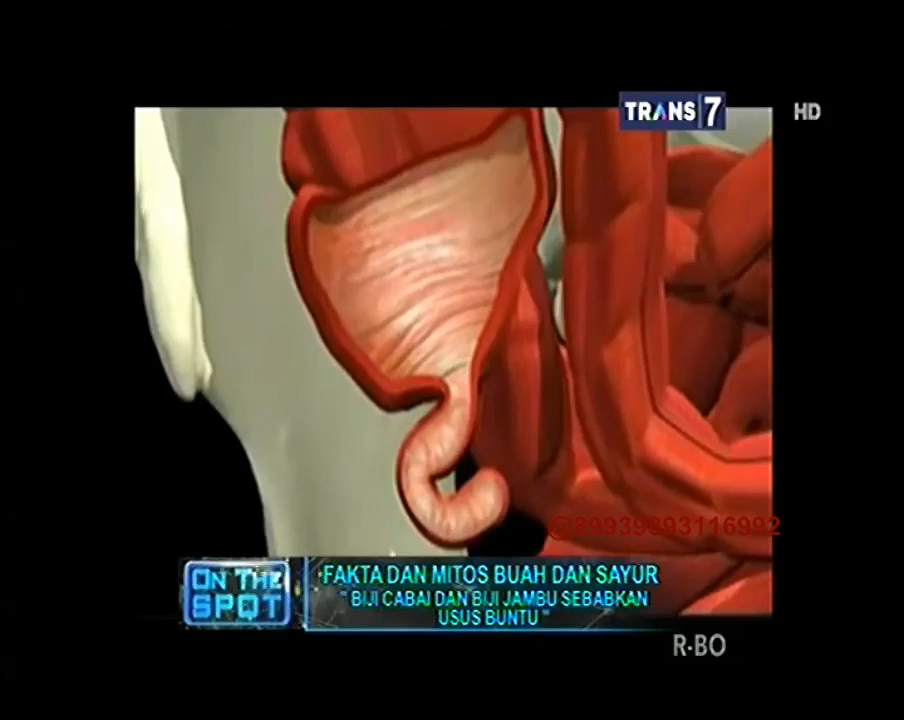 TRANS 7
HD
@89939893116992
ON THE
SPOT
FAKTA DAN MITOS BUAH DAN SAYUR
"BIJI CABAI DAN BIJI JAMBU SEBABKAN
USUS BUNTU"
R-BO